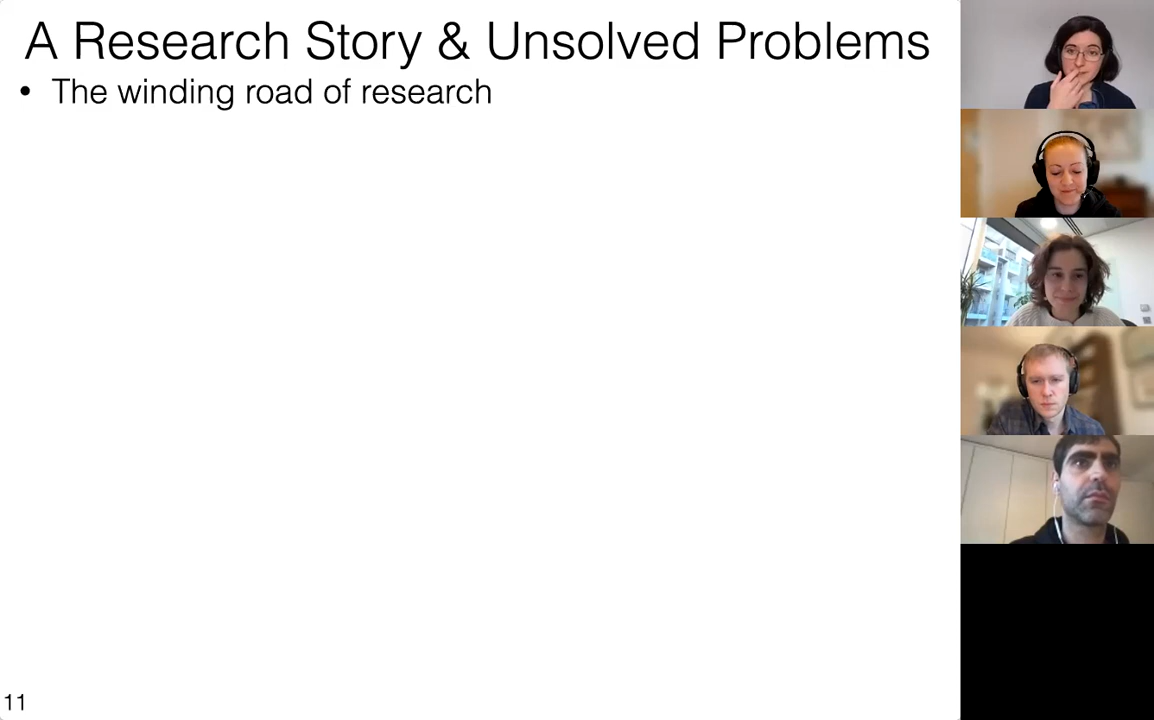 A Research Story & Unsolved Problems
• The winding road of research
11